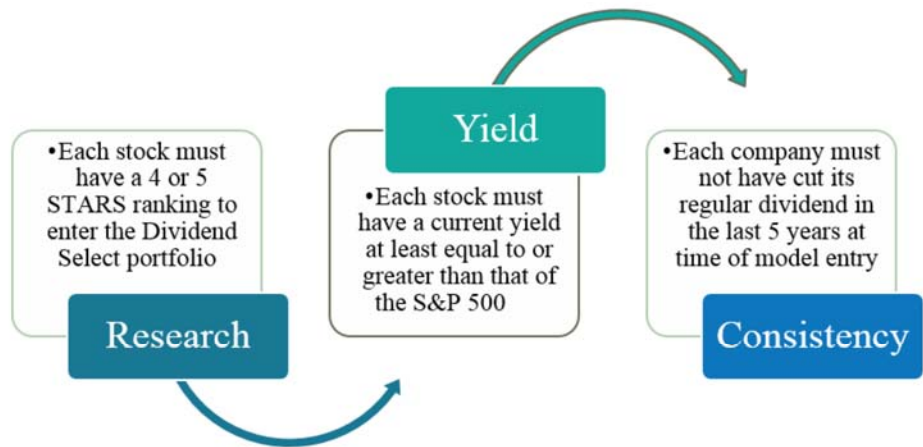 •Each stock must
have a 4 or 5
STARS ranking to
enter the Dividend
Select portfolio
Research
Yield
•Each stock must
have a current yield
at least equal to or
greater than that of
the S&P 500
•Each company must
not have cut its
regular dividend in
the last 5 years at
time of model entry
Consistency